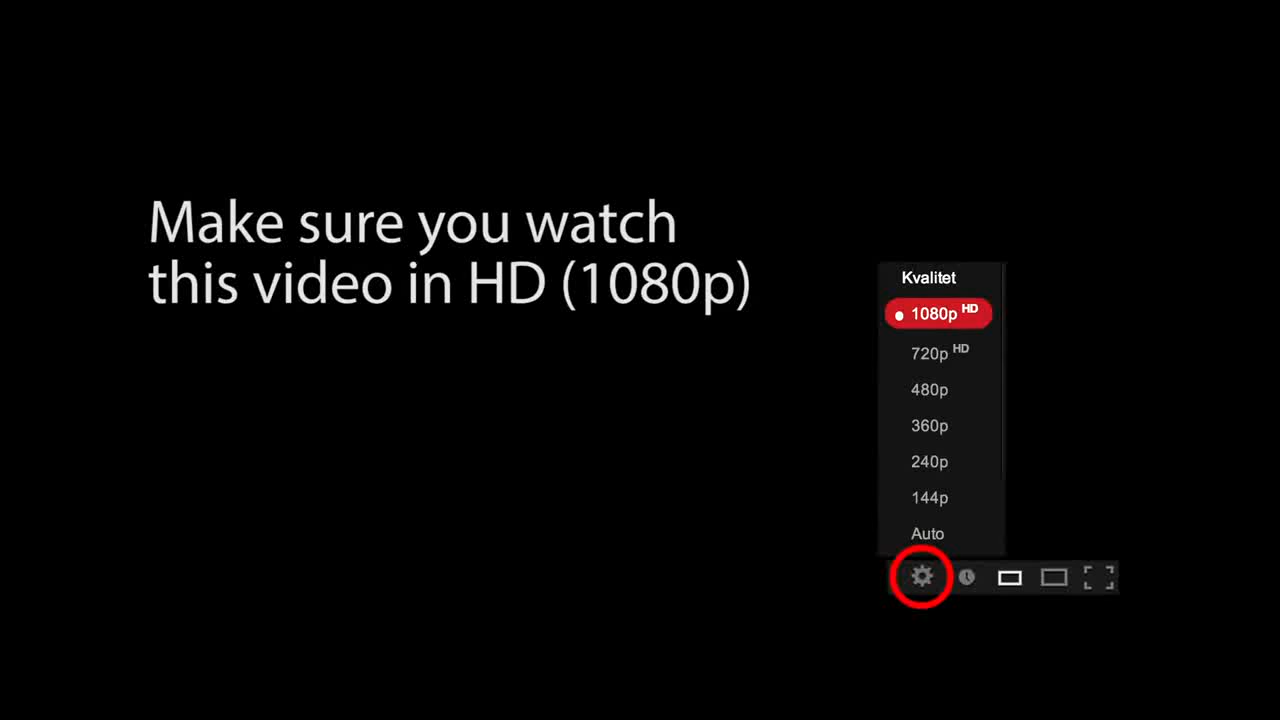 Make sure you watch
this video in HD (1080p)
Kvalitet
1080p HD
720p HD
480p
360p
240p
144p
Auto